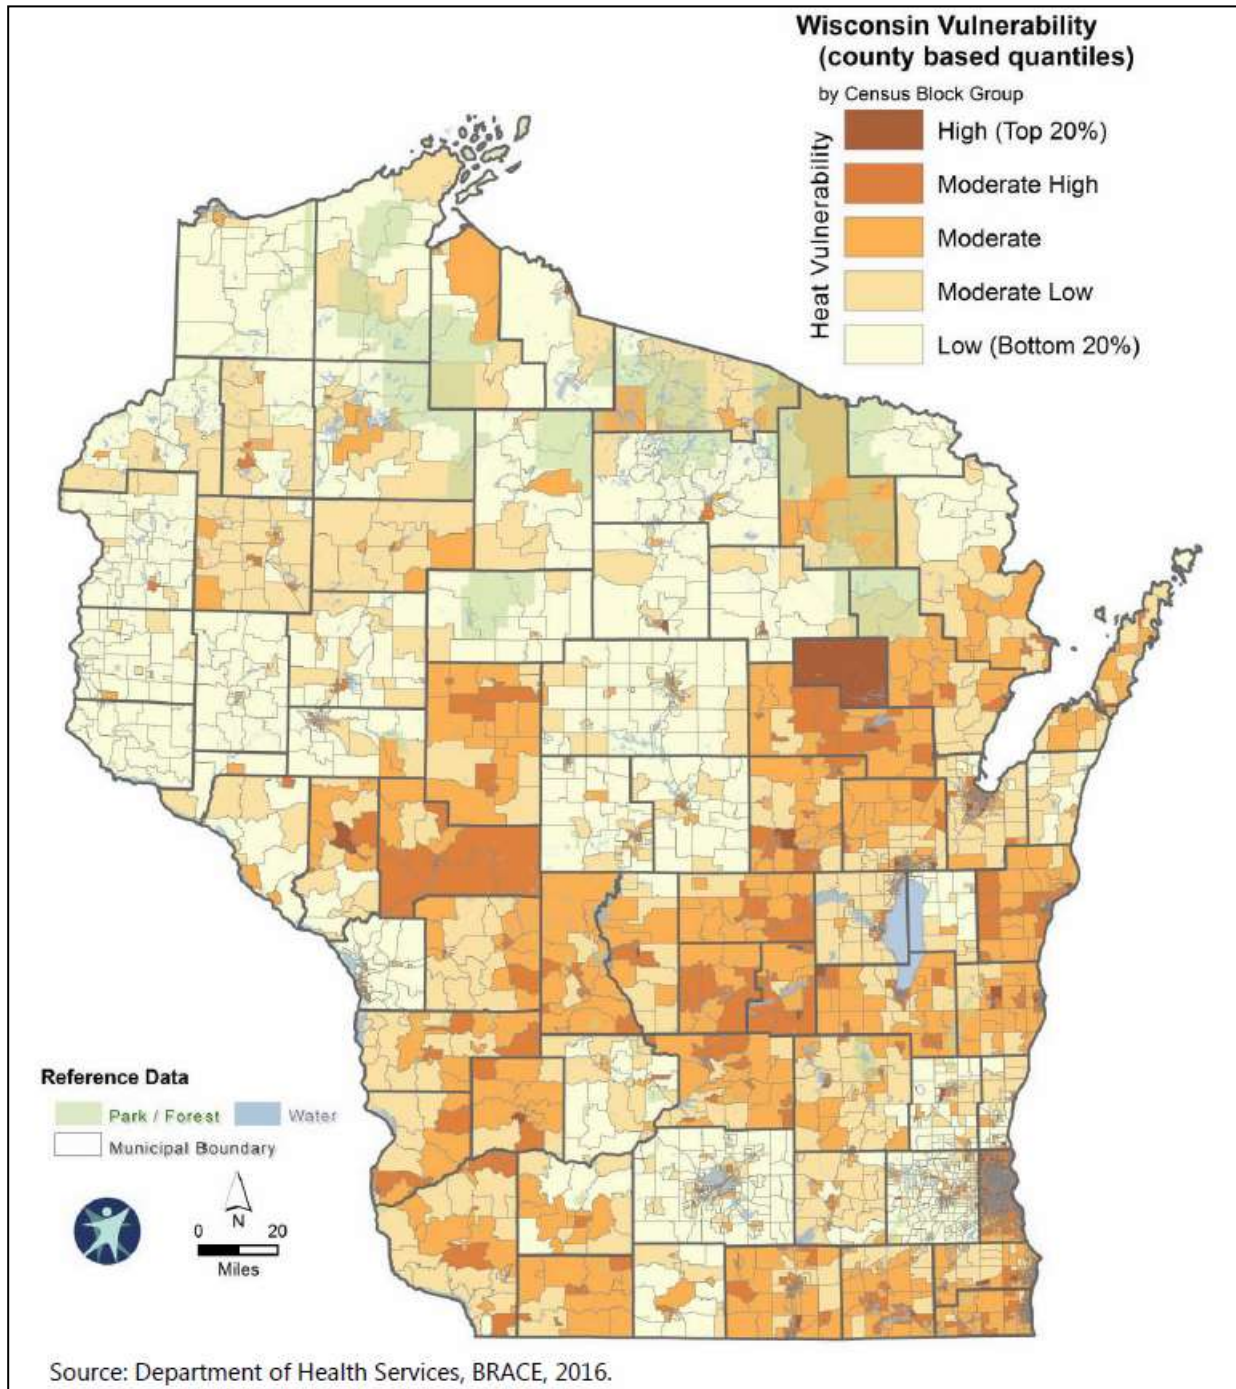 Wisconsin Vulnerability
(county based quantiles)
by Census Block Group
Heat Vulnerability
High (Top 20%)
Moderate High
Moderate
Moderate Low
Low (Bottom 20%)
Reference Data
Park / Forest
Water
Municipal Boundary
N
0 20
Miles
Source: Department of Health Services, BRACE, 2016.